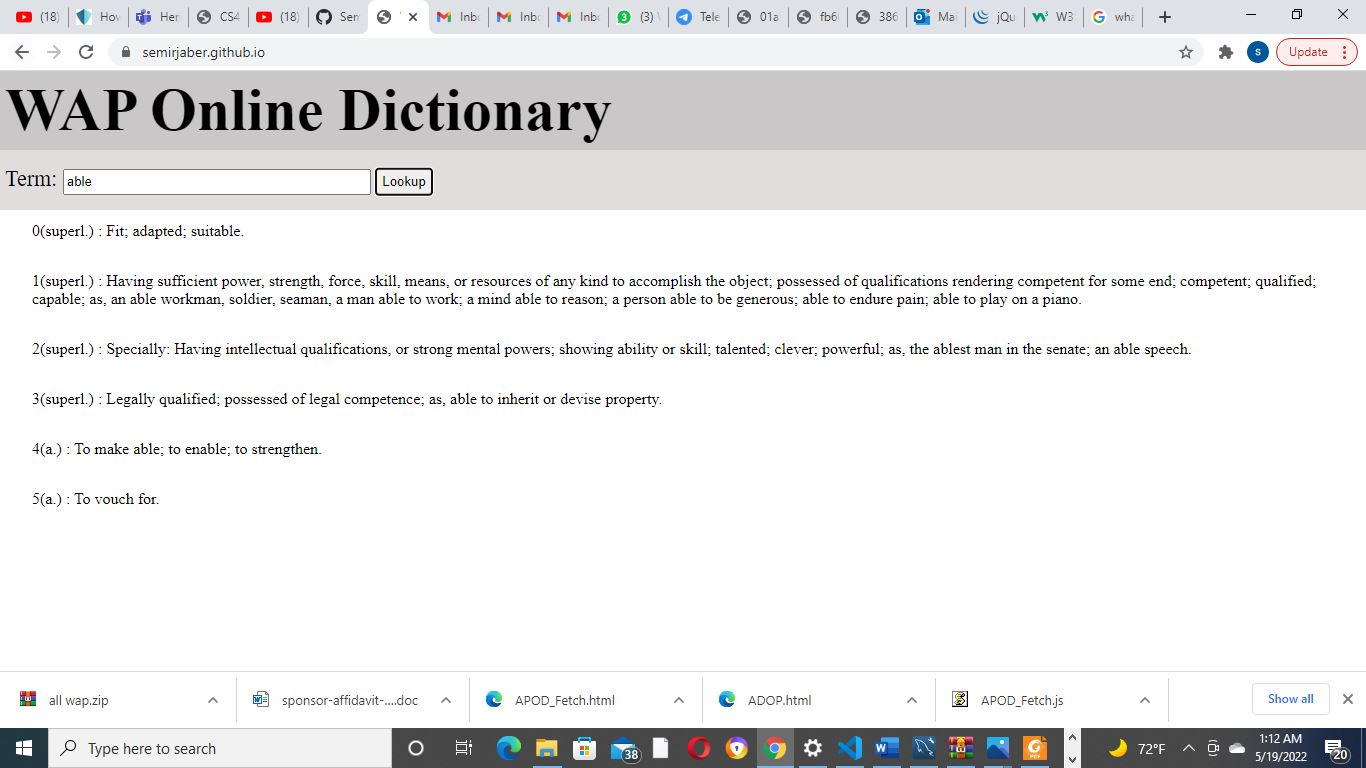 (18)
How
Her
CS4
(18)
Sem
Inbc
Inbc
Inbc
(3)
Tele
01a
fb6
386
Mai
jQu
W3
wha
semirjaber.github.io
S
Update
WAP Online Dictionary
Term: able Lookup
0(superl.) : Fit; adapted; suitable.
1(superl.) : Having sufficient power, strength, force, skill, means, or resources of any kind to accomplish the object; possessed of qualifications rendering competent for some end; competent; qualified;
capable; as, an able workman, soldier, seaman, a man able to work; a mind able to reason; a person able to be generous; able to endure pain; able to play on a piano.
2(superl.) : Specially: Having intellectual qualifications, or strong mental powers; showing ability or skill; talented; clever; powerful; as, the ablest man in the senate; an able speech.
3(superl.) : Legally qualified; possessed of legal competence; as, able to inherit or devise property.
4(a.) : To make able; to enable; to strengthen.
5(a.) : To vouch for.
all wap.zip
sponsor-affidavit-....doc
APOD_Fetch.html
ADOP.html
APOD_Fetch.js
Show all
Type here to search
38
72°F
1:12 AM
5/19/2022
20